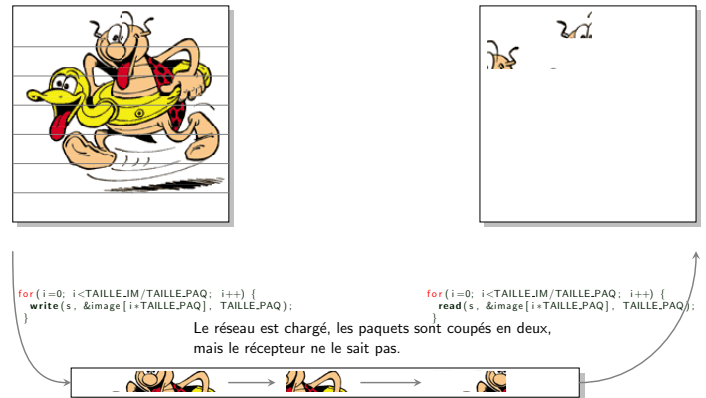 for(i=0; i<TAILLE_IM/TAILLE_PAQ; i++) {
write(s, &image[i*TAILLE_PAQ], TAILLE_PAQ);
}
for(i=0; i<TAILLE_IM/TAILLE_PAQ; i++) {
read(s, &image[i*TAILLE_PAQ], TAILLE_PAQ);
}
Le réseau est chargé, les paquets sont coupés en deux,
mais le récepteur ne le sait pas.